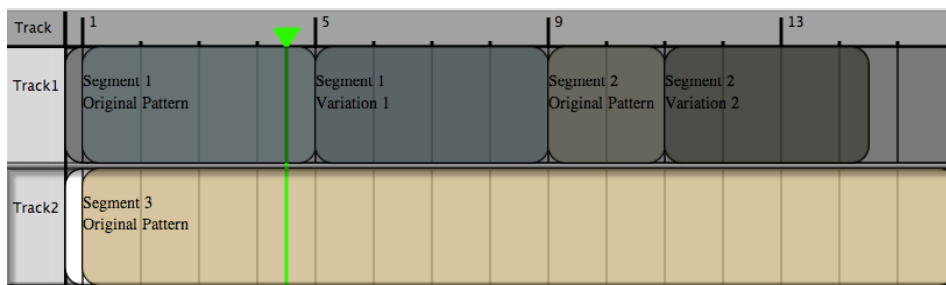 Track 1 5 9 13
Track1
Segment 1 Segment 1 Segment 2 Segment 2
Original Pattern Variation 1 Original Pattern Variation 2
Track2
Segment 3
Original Pattern